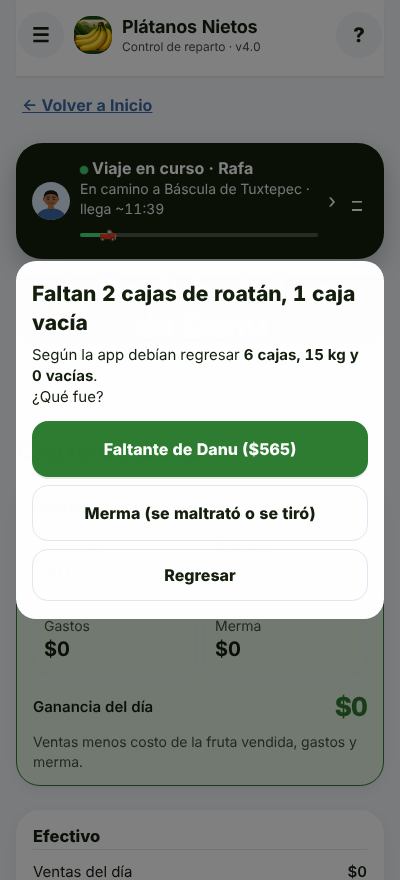 ☰
Plátanos Nietos
?
Control de reparto · v4.0
← Volver a Inicio
Viaje en curso · Rafa
En camino a Báscula de Tuxtepec ·
llega ~11:39
Faltan 2 cajas de roatán, 1 caja
vacía
Según la app debían regresar 6 cajas, 15 kg y
0 vacías.
¿Qué fue?
Faltante de Danu ($565)
Merma (se maltrató o se tiró)
Regresar
Gastos
Merma
$0
$0
Ganancia del día
$0
Ventas menos costo de la fruta vendida, gastos y
merma.
Efectivo
Ventas del día
$0